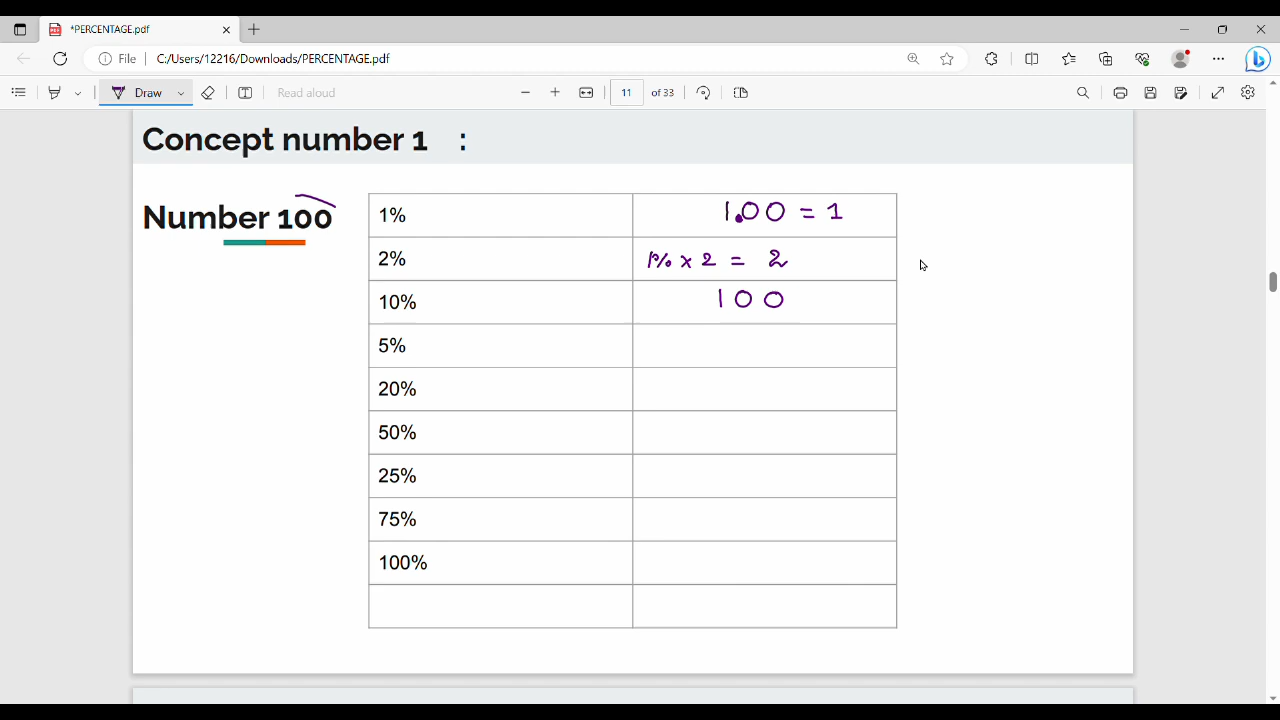 *PERCENTAGE.pdf
File C:/Users/12216/Downloads/PERCENTAGE.pdf
Draw Read aloud 11 of 33
Concept number 1 :
Number 100
1% 1.00 = 1
2% 1% x 2 = 2
10% 100
5%
20%
50%
25%
75%
100%